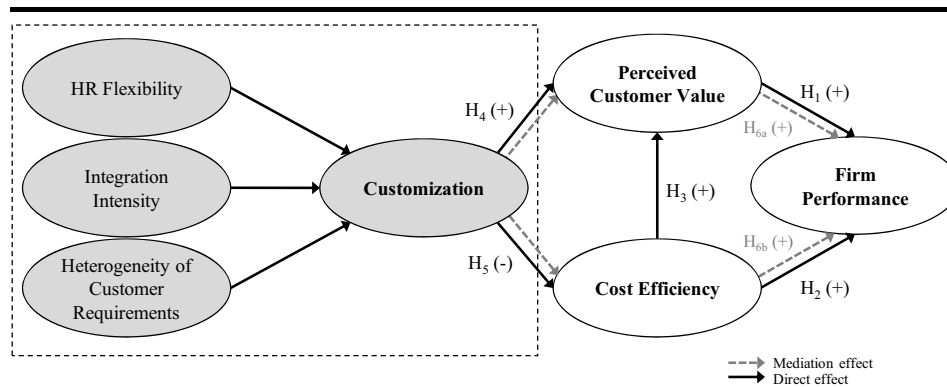 HR Flexibility
Integration
Intensity
Heterogeneity of
Customer
Requirements
Customization
H4 (+)
H5 (-)
Perceived
Customer Value
H3 (+)
Cost Efficiency
H1 (+)
H6a (+)
Firm
Performance
H6b (+)
H2 (+)
Mediation effect
Direct effect